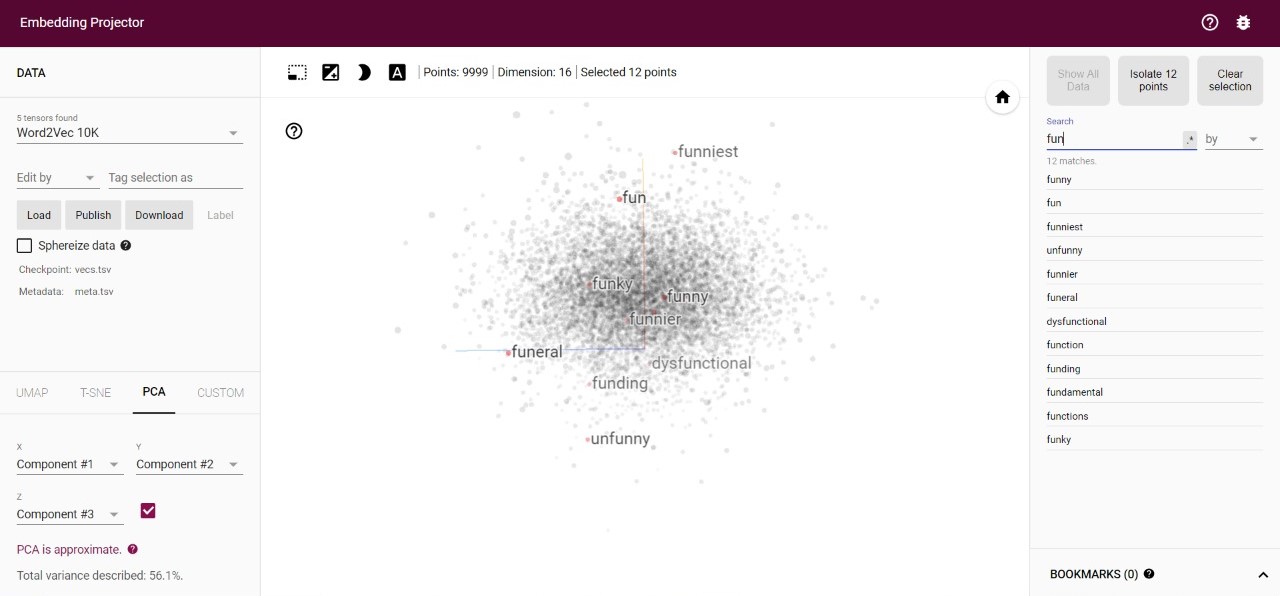 Embedding Projector
DATA
5 tensors found
Word2Vec 10K
Edit by
Tag selection as
Load
Publish
Download
Label
Sphereize data
Checkpoint: vecs.tsv
Metadata: meta.tsv
UMAP
T-SNE
PCA
CUSTOM
X
Component #1
Y
Component #2
Z
Component #3
PCA is approximate.
Total variance described: 56.1%.
A
Points: 9999
Dimension: 16
Selected 12 points
funniest
fun
funky
funny
funnier
funeral
dysfunctional
funding
unfunny
Show All
Data
Isolate 12
points
Clear
selection
Search
fun
.*
by
12 matches.
funny
fun
funniest
unfunny
funnier
funeral
dysfunctional
function
funding
fundamental
functions
funky
BOOKMARKS (0)